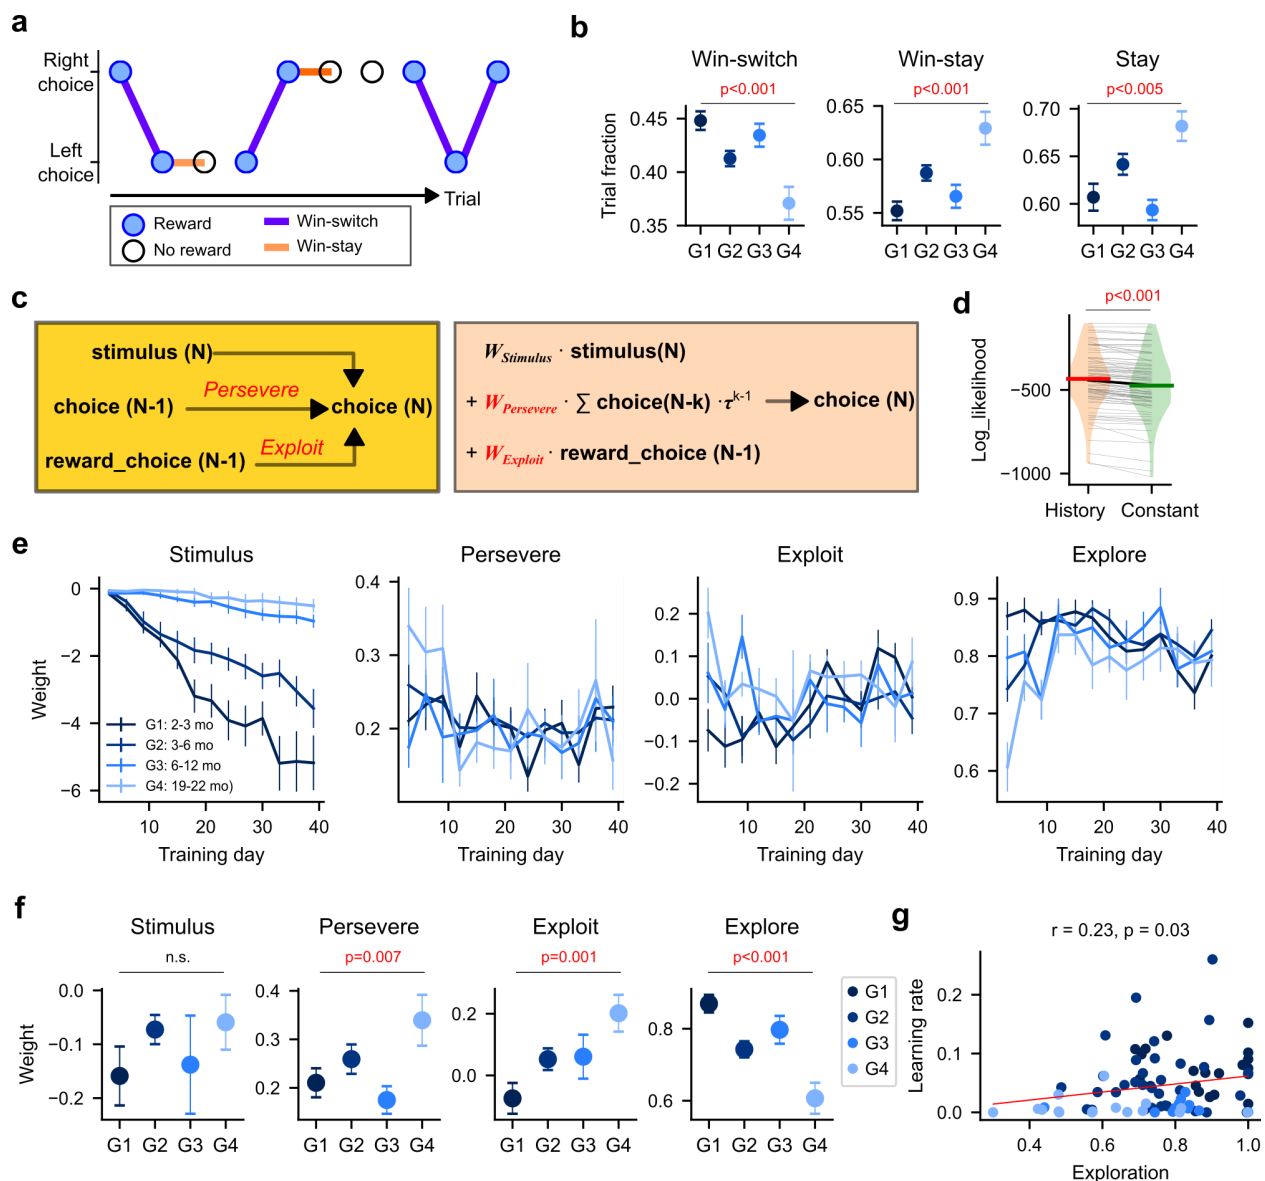 a
Right
choice
Left
choice
Trial
Reward
Win-switch
No reward
Win-stay
b
Win-switch
Win-stay
Stay
p<0.001
p<0.001
p<0.005
Trial fraction
0.45
0.40
0.35
0.65
0.60
0.55
0.70
0.65
0.60
G1 G2 G3 G4
G1 G2 G3 G4
G1 G2 G3 G4
c
stimulus (N)
Persevere
choice (N-1)
choice (N)
Exploit
reward_choice (N-1)
W_Stimulus · stimulus(N)
+ W_Persevere · ∑ choice(N-k) · τ^k-1
choice (N)
+ W_Exploit · reward_choice (N-1)
d
p<0.001
Log_likelihood
−500
−1000
History Constant
e
Stimulus
Persevere
Exploit
Explore
Weight
0
−2
−4
−6
G1: 2-3 mo
G2: 3-6 mo
G3: 6-12 mo
G4: 19-22 mo)
0.4
0.3
0.2
0.2
0.1
0.0
−0.1
−0.2
0.9
0.8
0.7
0.6
10 20 30 40
10 20 30 40
10 20 30 40
10 20 30 40
Training day
Training day
Training day
Training day
f
Stimulus
Persevere
Exploit
Explore
n.s.
p=0.007
p=0.001
p<0.001
Weight
0.0
−0.1
−0.2
0.4
0.3
0.2
0.2
0.0
0.8
0.6
G1 G2 G3 G4
G1 G2 G3 G4
G1 G2 G3 G4
G1 G2 G3 G4
G1
G2
G3
G4
g
r = 0.23, p = 0.03
Learning rate
0.2
0.1
0.0
0.4 0.6 0.8 1.0
Exploration